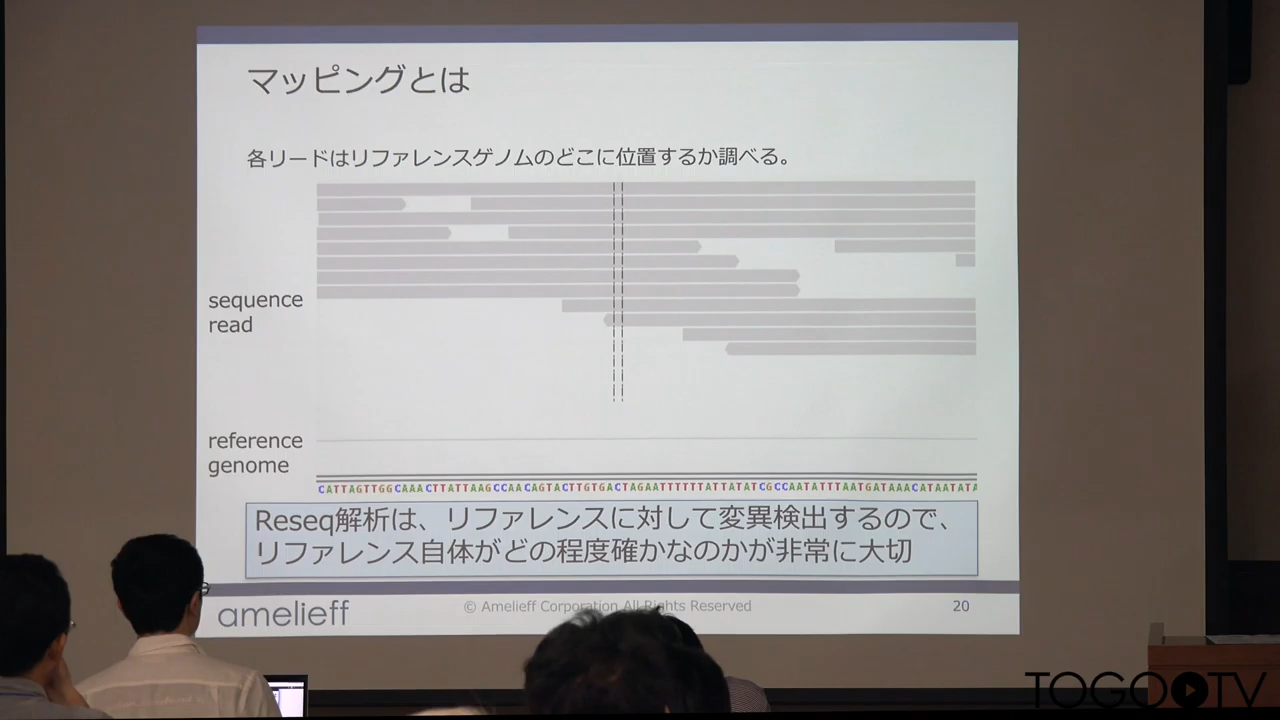 マッピングとは
各リードはリファレンスゲノムのどこに位置するか調べる。
sequence
read
reference
genome
CATTAGTTGGCAAACTTATTAAGCCAACAGTACTTGTGACTAGAATTTTTTATTATATCGCCAATATTTAATGATAAACATAATATA
Reseq解析は、リファレンスに対して変異検出するので、
リファレンス自体がどの程度確かなのかが非常に大切
amelieff
© Amelieff Corporation All Rights Reserved
20
TOGOTV